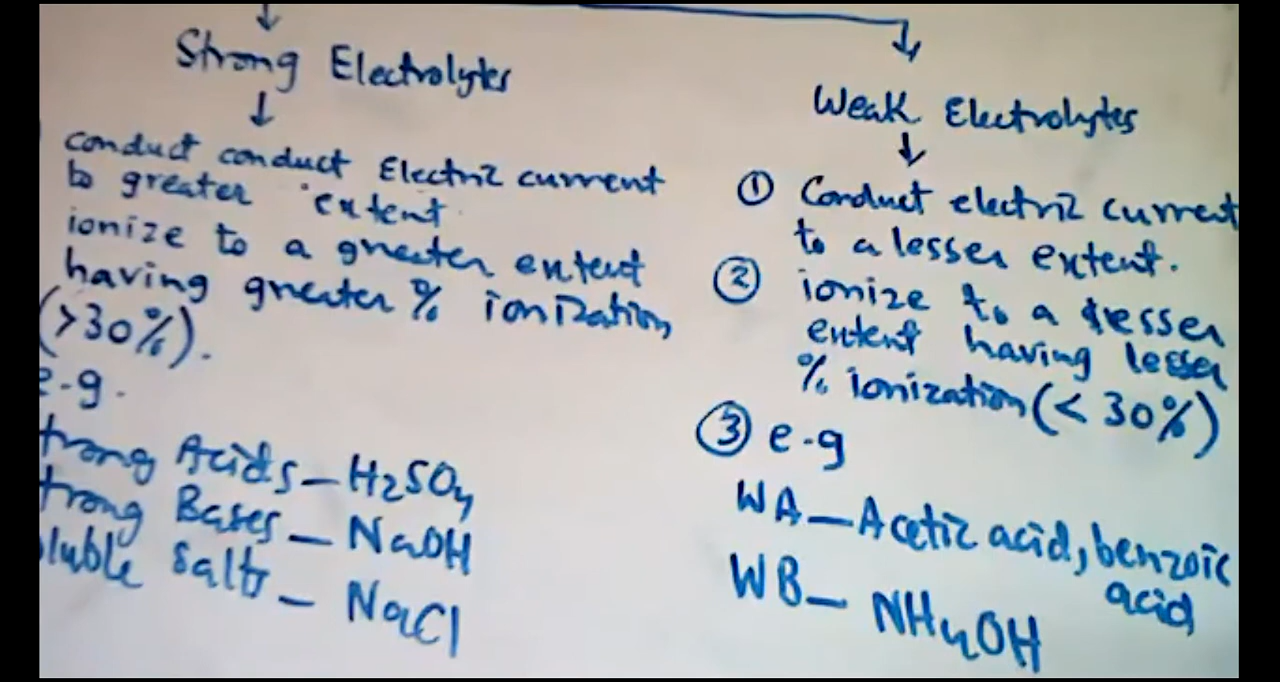 Strong Electrolytes
conduct conduct Electric current
to greater extent.
ionize to a greater extent
having greater % ionization
(>30%).
e-g.
trong Acids - H2SO4
trong Bases - NaOH
oluble Salts - NaCl
Weak Electrolytes
① Conduct electric current
to a lesser extent.
② ionize to a lesser
extent having lesser
% ionization (< 30%)
③ e-g
WA - Acetic acid, benzoic
acid
WB - NH4OH